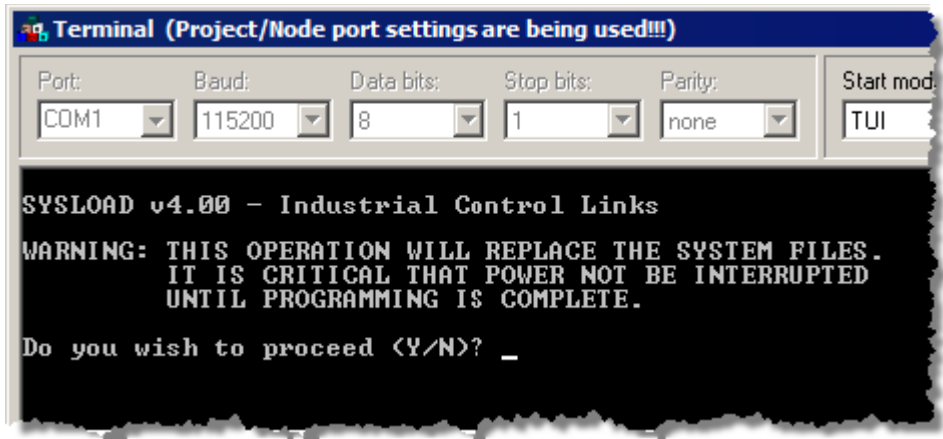 Terminal (Project/Node port settings are being used!!!)
Port: Baud: Data bits: Stop bits: Parity: Start mod
COM1 115200 8 1 none TUI
SYSLOAD v4.00 - Industrial Control Links
WARNING: THIS OPERATION WILL REPLACE THE SYSTEM FILES.
IT IS CRITICAL THAT POWER NOT BE INTERRUPTED
UNTIL PROGRAMMING IS COMPLETE.
Do you wish to proceed (Y/N)? _